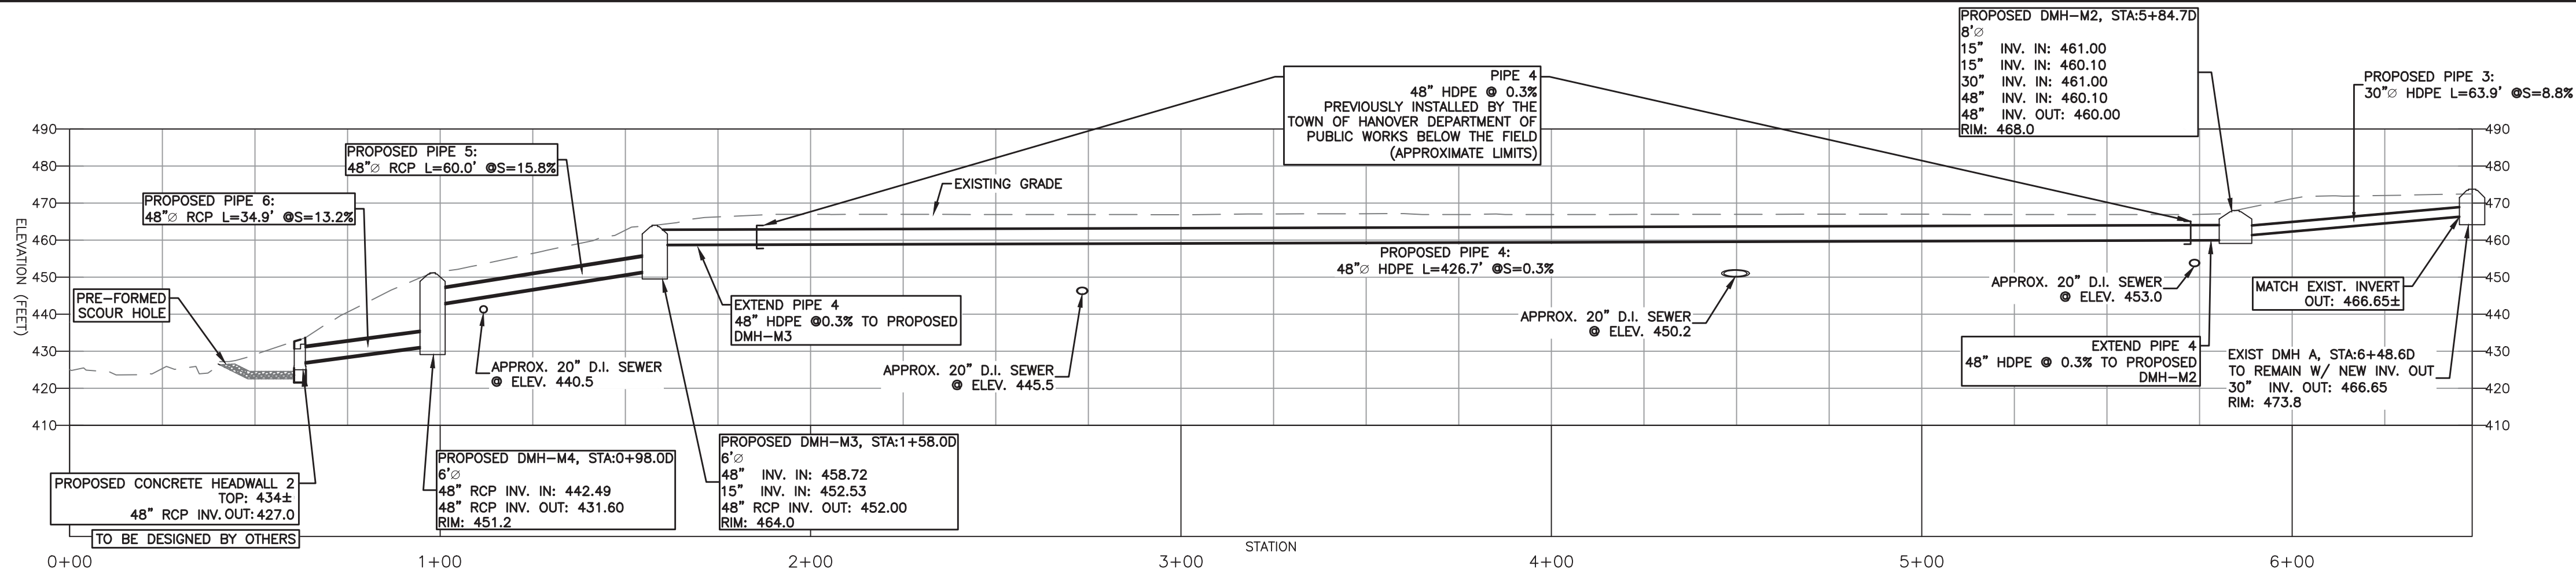 PROPOSED DMH-M2, STA:5+84.7D
8'∅
15" INV. IN: 461.00
15" INV. IN: 460.10
30" INV. IN: 461.00
48" INV. IN: 460.10
48" INV. OUT: 460.00
RIM: 468.0
PIPE 4
48" HDPE @ 0.3%
PREVIOUSLY INSTALLED BY THE
TOWN OF HANOVER DEPARTMENT OF
PUBLIC WORKS BELOW THE FIELD
(APPROXIMATE LIMITS)
PROPOSED PIPE 3:
30"∅ HDPE L=63.9' @S=8.8%
PROPOSED PIPE 5:
48"∅ RCP L=60.0' @S=15.8%
PROPOSED PIPE 6:
48"∅ RCP L=34.9' @S=13.2%
EXISTING GRADE
490
480
470
460
450
440
430
420
410
ELEVATION (FEET)
490
480
470
460
450
440
430
420
410
PRE-FORMED
SCOUR HOLE
EXTEND PIPE 4
48" HDPE @0.3% TO PROPOSED
DMH-M3
PROPOSED PIPE 4:
48"∅ HDPE L=426.7' @S=0.3%
APPROX. 20" D.I. SEWER
@ ELEV. 440.5
APPROX. 20" D.I. SEWER
@ ELEV. 445.5
APPROX. 20" D.I. SEWER
@ ELEV. 450.2
APPROX. 20" D.I. SEWER
@ ELEV. 453.0
MATCH EXIST. INVERT
OUT: 466.65±
EXTEND PIPE 4
48" HDPE @ 0.3% TO PROPOSED
DMH-M2
EXIST DMH A, STA:6+48.6D
TO REMAIN W/ NEW INV. OUT
30" INV. OUT: 466.65
RIM: 473.8
PROPOSED CONCRETE HEADWALL 2
TOP: 434±
48" RCP INV. OUT: 427.0
TO BE DESIGNED BY OTHERS
PROPOSED DMH-M4, STA:0+98.0D
6'∅
48" RCP INV. IN: 442.49
48" RCP INV. OUT: 431.60
RIM: 451.2
PROPOSED DMH-M3, STA:1+58.0D
6'∅
48" INV. IN: 458.72
15" INV. IN: 452.53
48" RCP INV. OUT: 452.00
RIM: 464.0
STATION
0+00 1+00 2+00 3+00 4+00 5+00 6+00